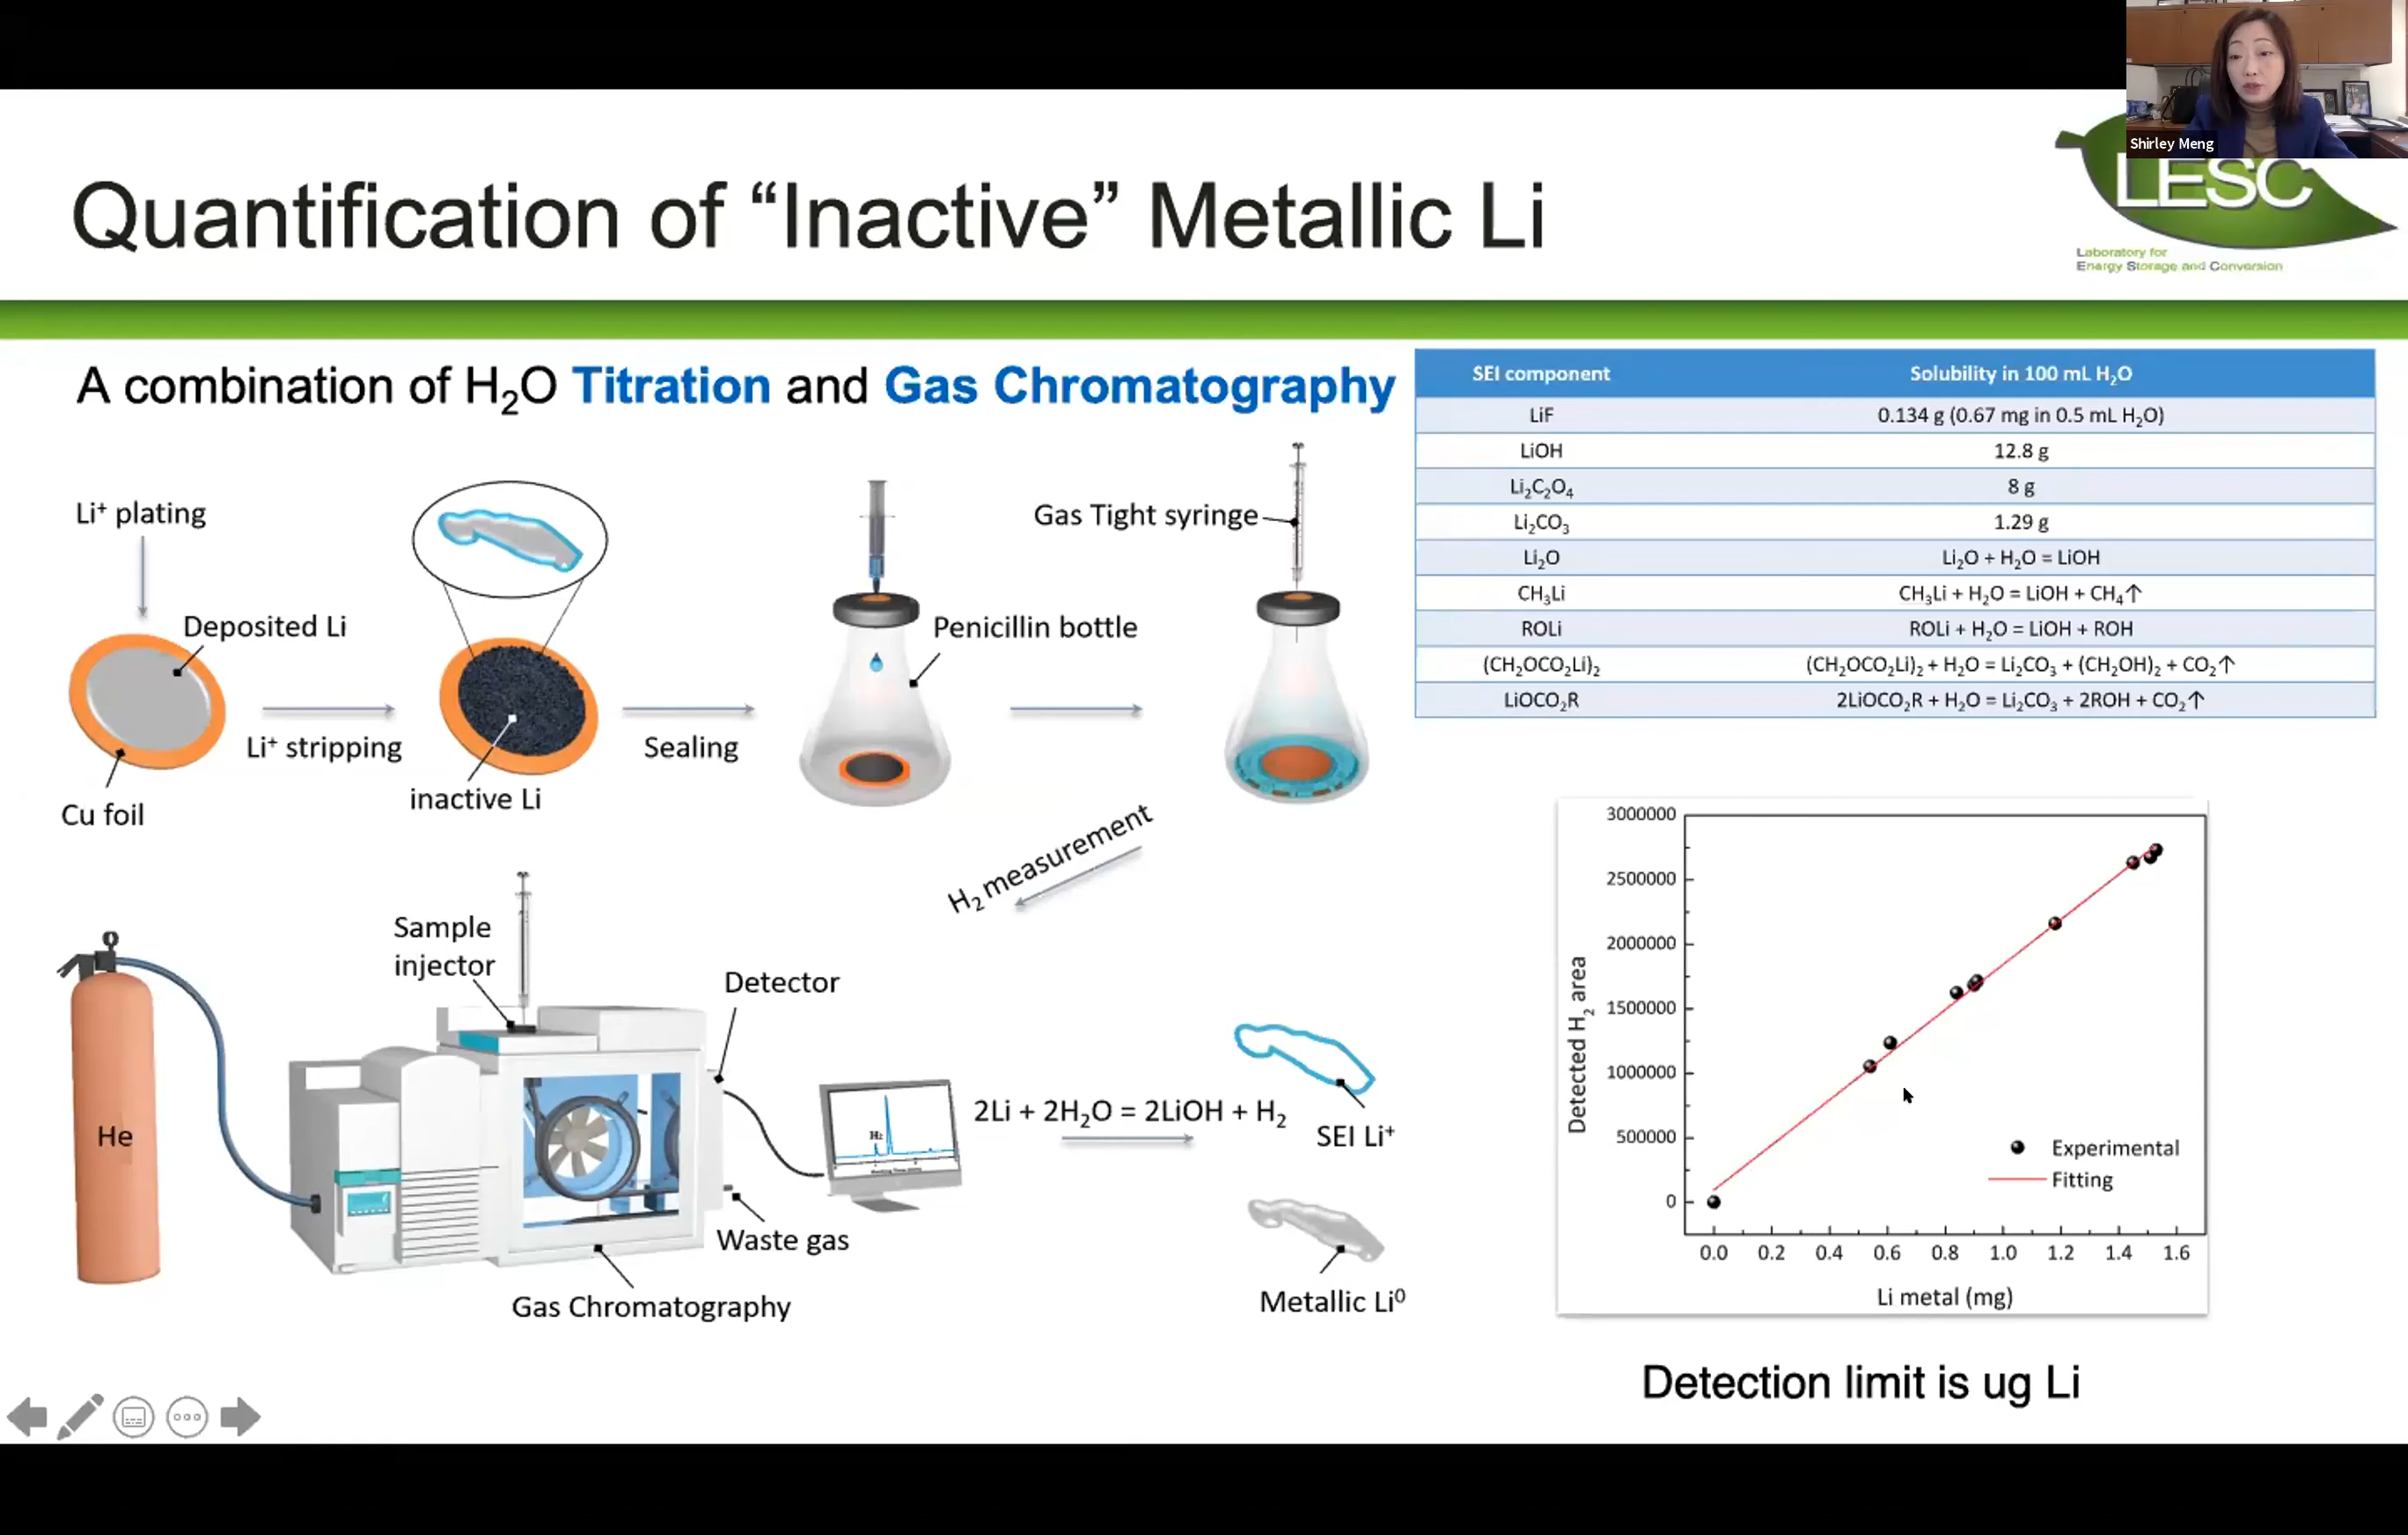 Shirley Meng
LESC
Laboratory for
Energy Storage and Conversion
Quantification of “Inactive” Metallic Li
A combination of H₂O Titration and Gas Chromatography
Li⁺ plating
Deposited Li
Cu foil
Li⁺ stripping
inactive Li
Sealing
Penicillin bottle
Gas Tight syringe
H₂ measurement
SEI component Solubility in 100 mL H₂O
LiF 0.134 g (0.67 mg in 0.5 mL H₂O)
LiOH 12.8 g
Li₂C₂O₄ 8 g
Li₂CO₃ 1.29 g
Li₂O Li₂O + H₂O = LiOH
CH₃Li CH₃Li + H₂O = LiOH + CH₄↑
ROLi ROLi + H₂O = LiOH + ROH
(CH₂OCO₂Li)₂ (CH₂OCO₂Li)₂ + H₂O = Li₂CO₃ + (CH₂OH)₂ + CO₂↑
LiOCO₂R 2LiOCO₂R + H₂O = Li₂CO₃ + 2ROH + CO₂↑
He
Sample
injector
Detector
H₂
Waste gas
Gas Chromatography
2Li + 2H₂O = 2LiOH + H₂
SEI Li⁺
Metallic Li⁰
Detected H₂ area
3000000
2500000
2000000
1500000
1000000
500000
0
Experimental
Fitting
0.0 0.2 0.4 0.6 0.8 1.0 1.2 1.4 1.6
Li metal (mg)
Detection limit is ug Li